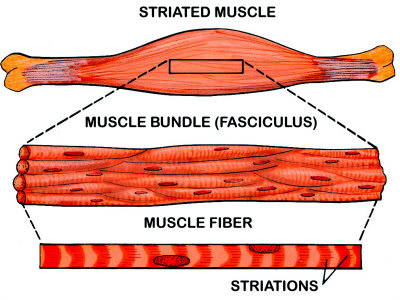 STRIATED MUSCLE
MUSCLE BUNDLE (FASCICULUS)
MUSCLE FIBER
STRIATIONS